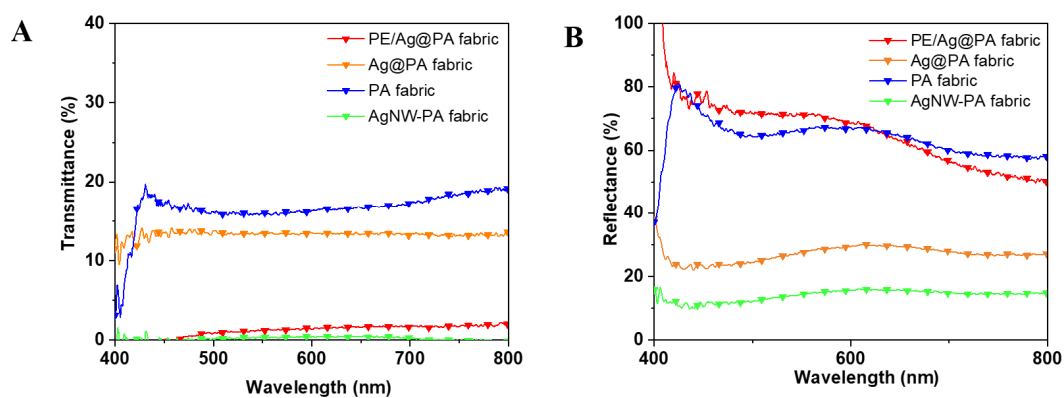 A
40
30
20
10
0
400
500
600
700
800
Transmittance (%)
Wavelength (nm)
PE/Ag@PA fabric
Ag@PA fabric
PA fabric
AgNW-PA fabric
B
100
80
60
40
20
0
400
600
800
Reflectance (%)
Wavelength (nm)
PE/Ag@PA fabric
Ag@PA fabric
PA fabric
AgNW-PA fabric